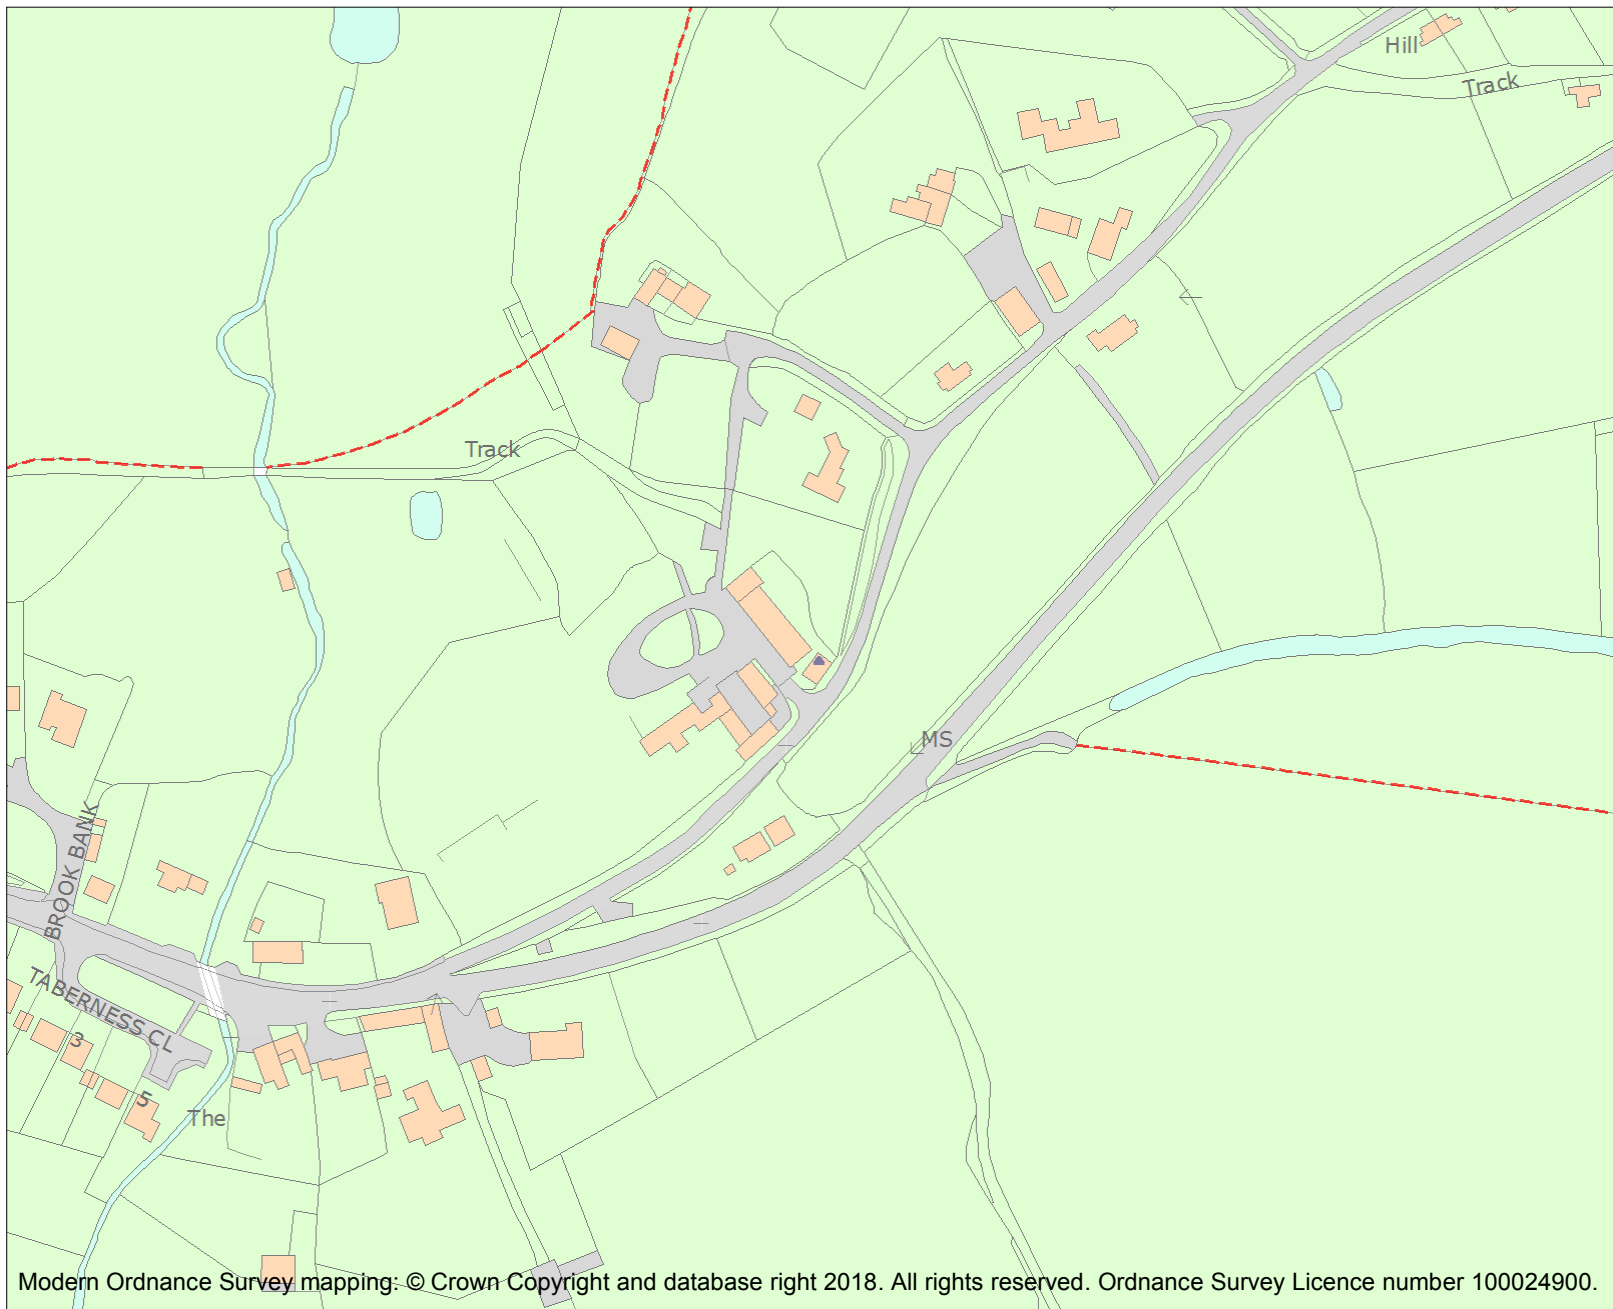 Hill
Track
Track
MS
BROOK BANK
TABERNESS CL
3
5
The
Modern Ordnance Survey mapping: © Crown Copyright and database right 2018. All rights reserved. Ordnance Survey Licence number 100024900.